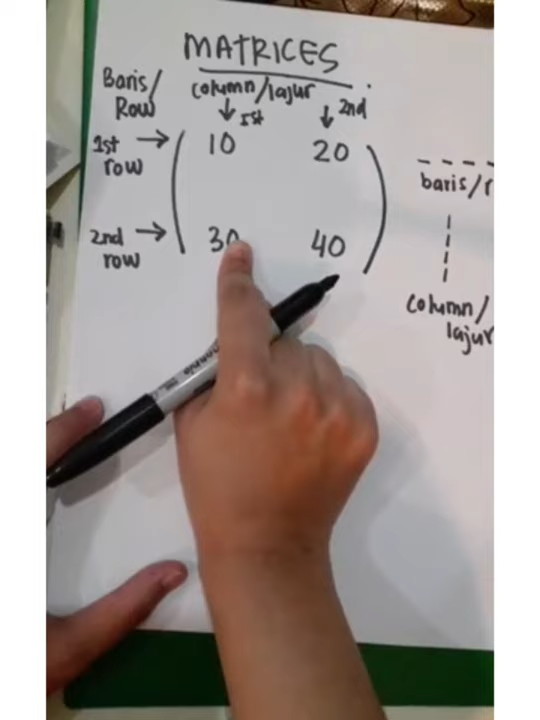 MATRICES
Baris/
Row
column/lajur
1st
2nd
1st
row
10 20
2nd
row
30 40
baris/r
column/
lajur